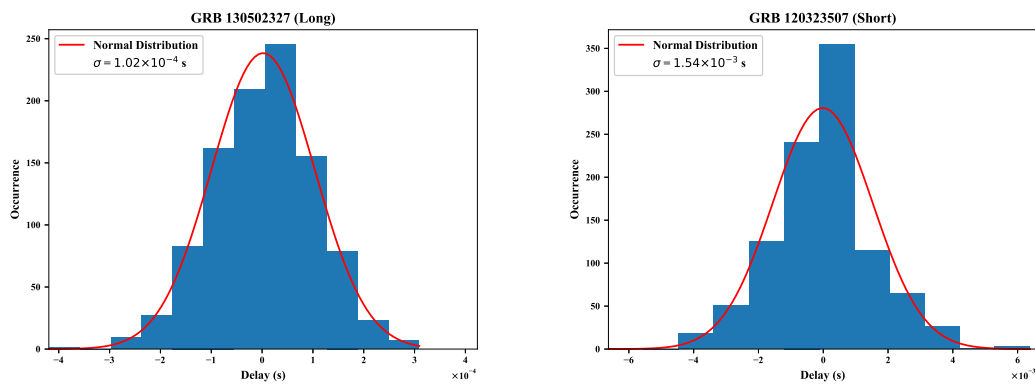 GRB 130502327 (Long)
Normal Distribution
σ = 1.02×10⁻⁴ s
250
200
150
100
50
0
Occurrence
−4 −3 −2 −1 0 1 2 3 4
Delay (s)
×10⁻⁴
GRB 120323507 (Short)
Normal Distribution
σ = 1.54×10⁻³ s
350
300
250
200
150
100
50
0
Occurrence
−6 −4 −2 0 2 4 6
Delay (s)